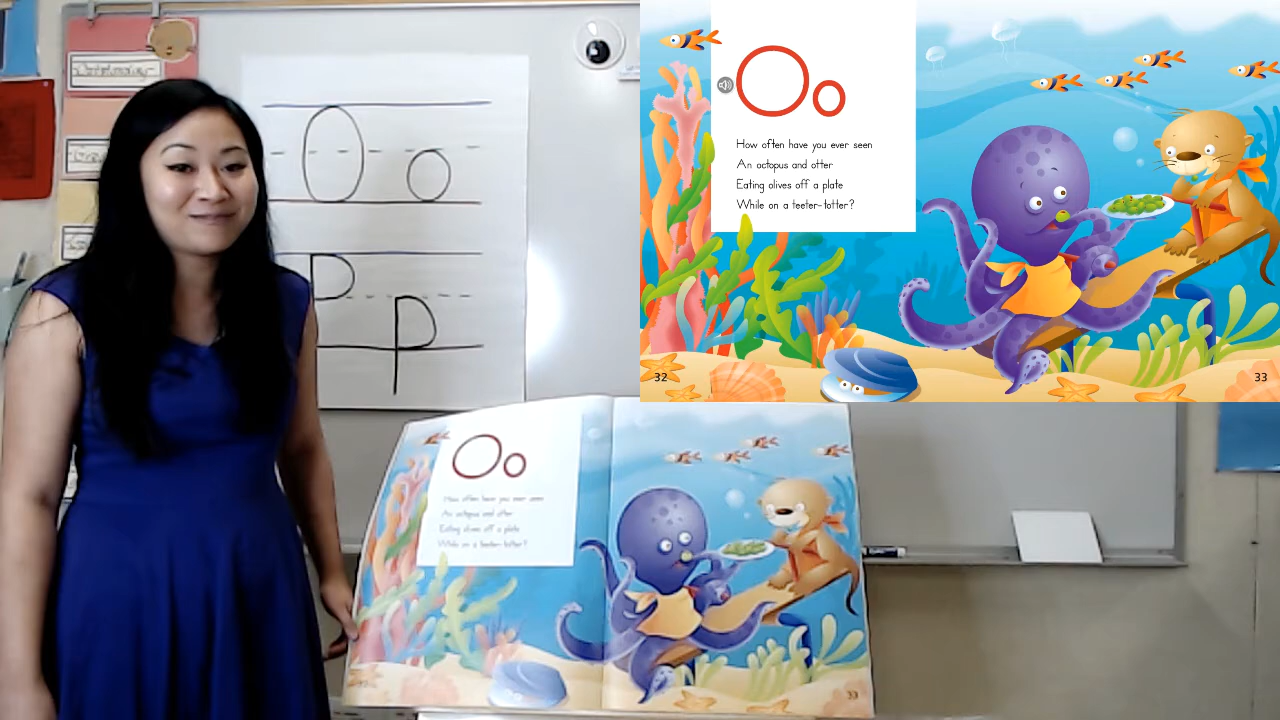 O o
P p
Oo
How often have you ever seen
An octopus and otter
Eating olives off a plate
While on a teeter-totter?
32
33
Oo
How often have you ever seen
An octopus and otter
Eating olives off a plate
While on a teeter-totter?
33